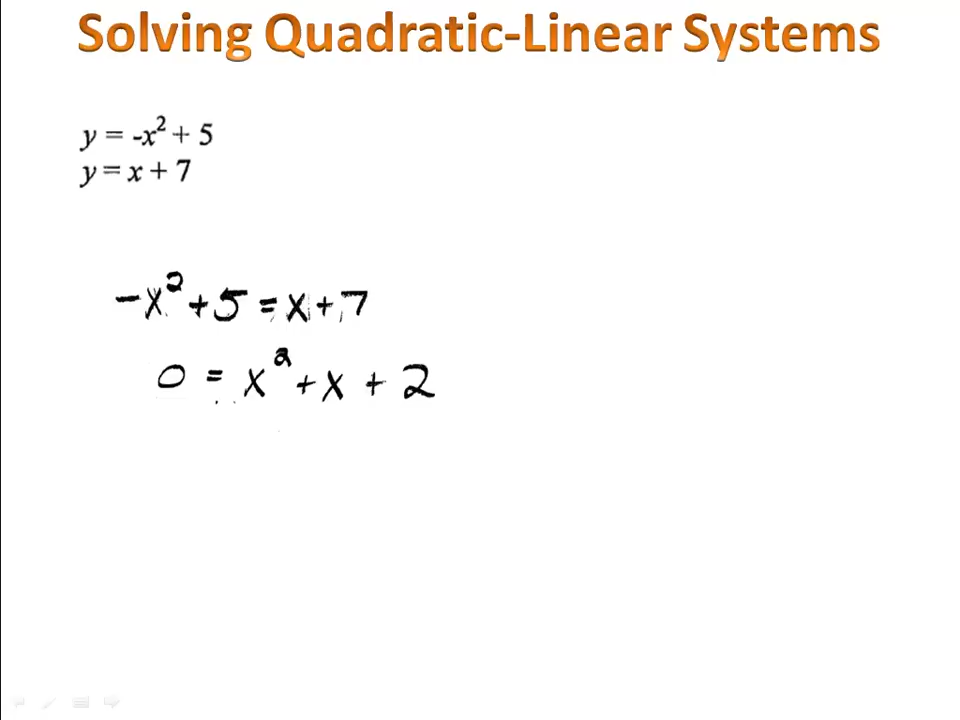 Solving Quadratic-Linear Systems
y = -x² + 5
y = x + 7
-x² + 5 = x + 7
0 = x² + x + 2